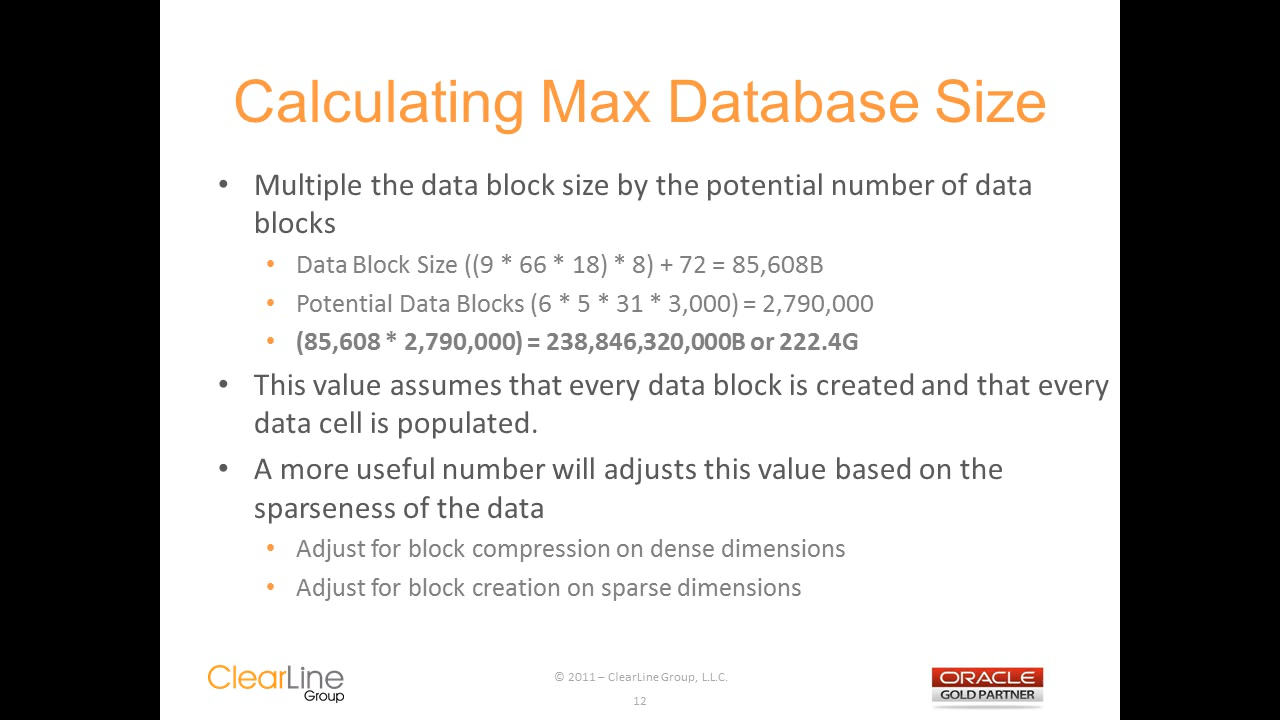 Calculating Max Database Size
• Multiple the data block size by the potential number of data
blocks
• Data Block Size ((9 * 66 * 18) * 8) + 72 = 85,608B
• Potential Data Blocks (6 * 5 * 31 * 3,000) = 2,790,000
• (85,608 * 2,790,000) = 238,846,320,000B or 222.4G
• This value assumes that every data block is created and that every
data cell is populated.
• A more useful number will adjusts this value based on the
sparseness of the data
• Adjust for block compression on dense dimensions
• Adjust for block creation on sparse dimensions
ClearLine
Group
© 2011 – ClearLine Group, L.L.C.
12
ORACLE
GOLD PARTNER